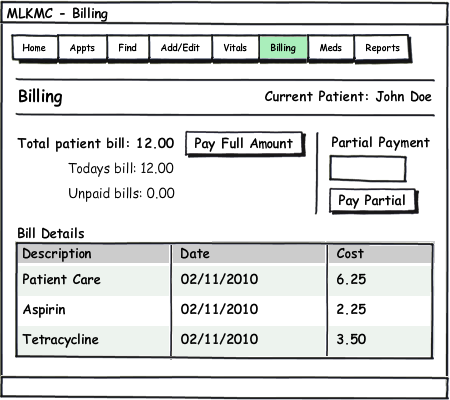 MLKMC - Billing
Home Appts Find Add/Edit Vitals Billing Meds Reports
Billing Current Patient: John Doe
Total patient bill: 12.00 Pay Full Amount Partial Payment
Todays bill: 12.00
Unpaid bills: 0.00 Pay Partial
Bill Details
Description Date Cost
Patient Care 02/11/2010 6.25
Aspirin 02/11/2010 2.25
Tetracycline 02/11/2010 3.50